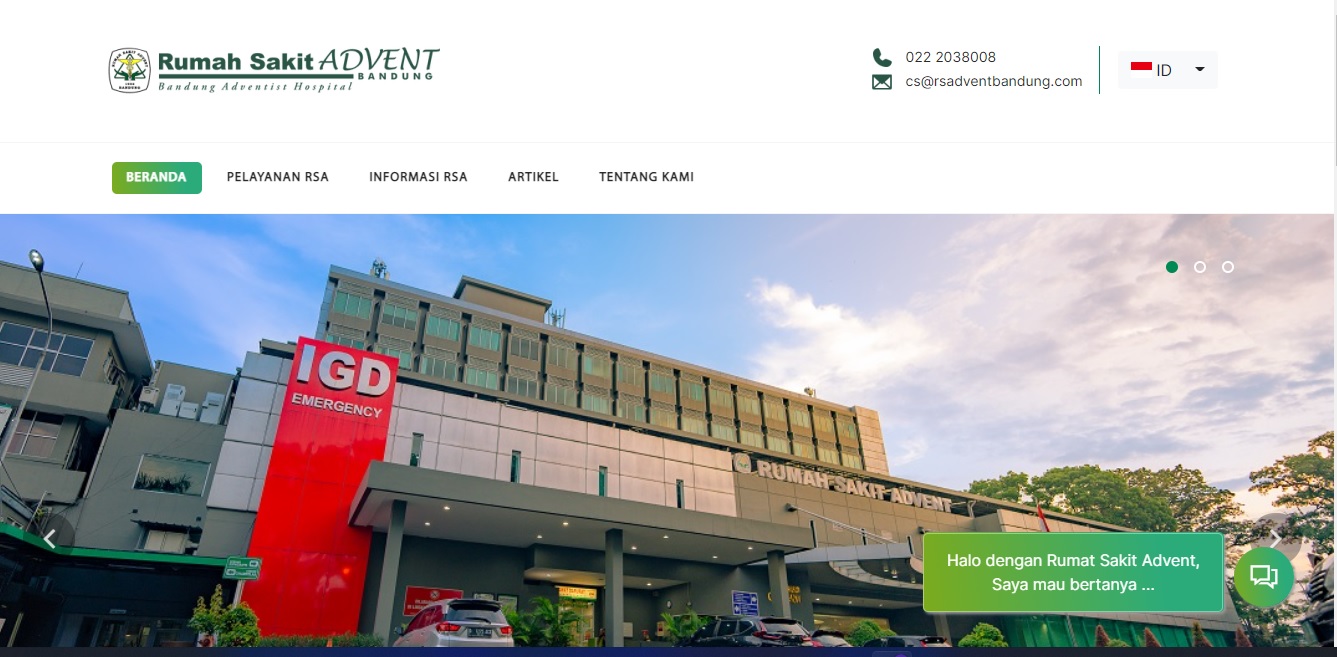 Rumah Sakit ADVENT
BANDUNG
Bandung Adventist Hospital
022 2038008
cs@rsadventbandung.com
ID
BERANDA
PELAYANAN RSA
INFORMASI RSA
ARTIKEL
TENTANG KAMI
IGD
EMERGENCY
RUMAH SAKIT ADVENT
Halo dengan Rumat Sakit Advent,
Saya mau bertanya ...